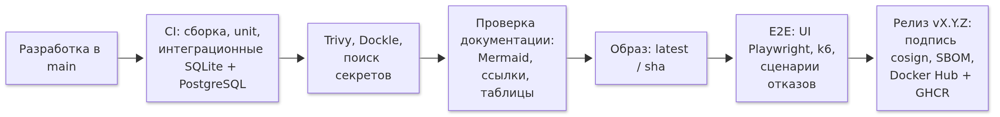 Разработка в
main
CI: сборка, unit,
интеграционные
SQLite +
PostgreSQL
Trivy, Dockle,
поиск
секретов
Проверка
документации:
Mermaid,
ссылки,
таблицы
Образ: latest
/ sha
E2E: UI
Playwright, k6,
сценарии
отказов
Релиз vX.Y.Z:
подпись
cosign, SBOM,
Docker Hub +
GHCR